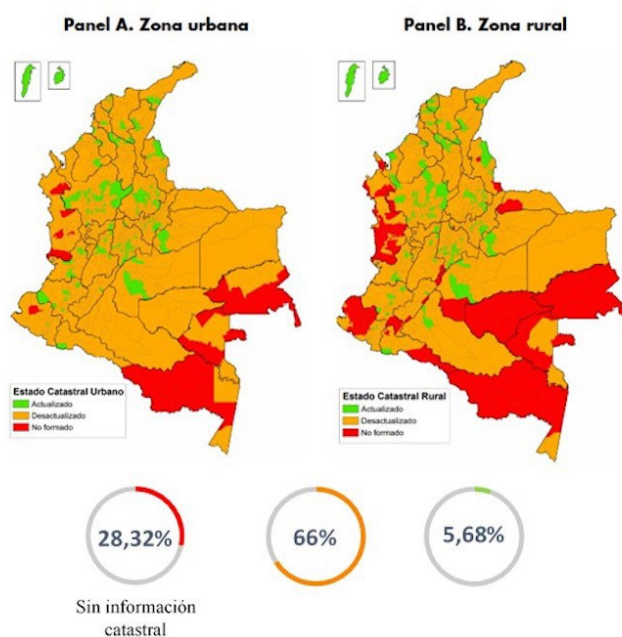 Panel A. Zona urbana
Panel B. Zona rural
Estado Catastral Urbano
Actualizado
Desactualizado
No formado
Estado Catastral Rural
Actualizado
Desactualizado
No formado
28,32%
66%
5,68%
Sin información
catastral